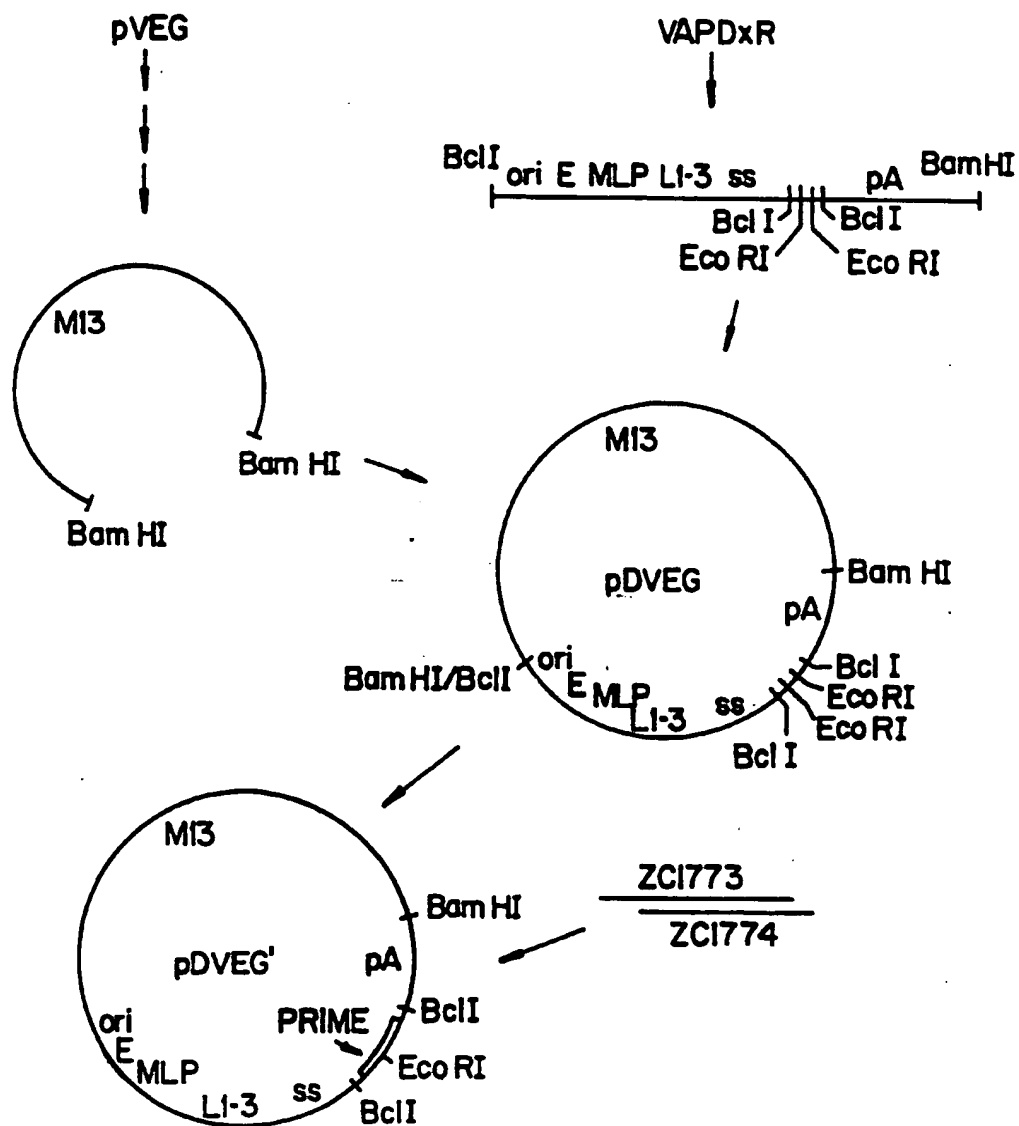 pVEG
VAPDxR
BclI ori E MLP L1-3 ss pA Bam HI
Bcl I Bcl I
Eco RI Eco RI
M13
Bam HI
Bam HI
M13
pDVEG
Bam HI
pA
Bcl I
Eco RI
Eco RI
Bcl I
Bam HI/BclI
ori
E
MLP
L1-3
ss
M13
pDVEG'
Bam HI
pA
BclI
PRIME
Eco RI
BclI
ori
E
MLP
L1-3
ss
ZC1773
ZC1774